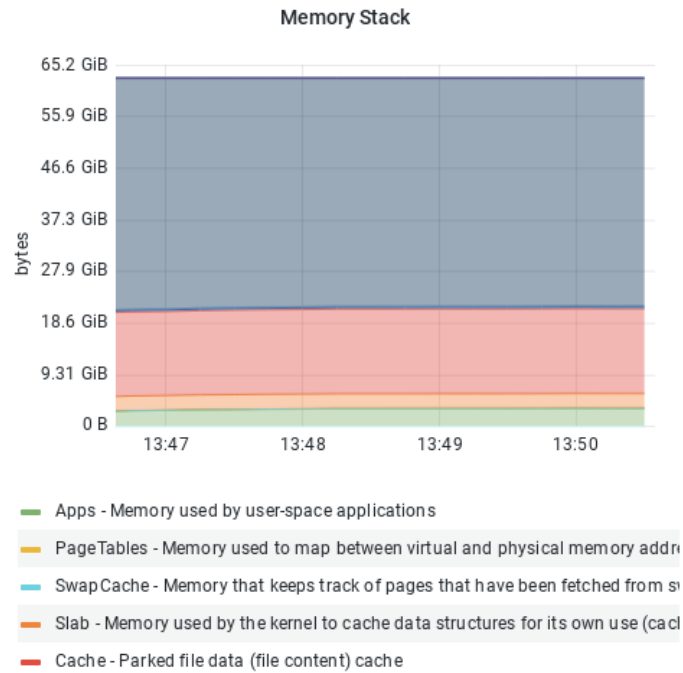 Memory Stack
65.2 GiB
55.9 GiB
46.6 GiB
37.3 GiB
27.9 GiB
18.6 GiB
9.31 GiB
0 B
bytes
13:47 13:48 13:49 13:50
Apps - Memory used by user-space applications
PageTables - Memory used to map between virtual and physical memory
SwapCache - Memory that keeps track of pages that have been fetched from
Slab - Memory used by the kernel to cache data structures for its own use
Cache - Parked file data (file content) cache